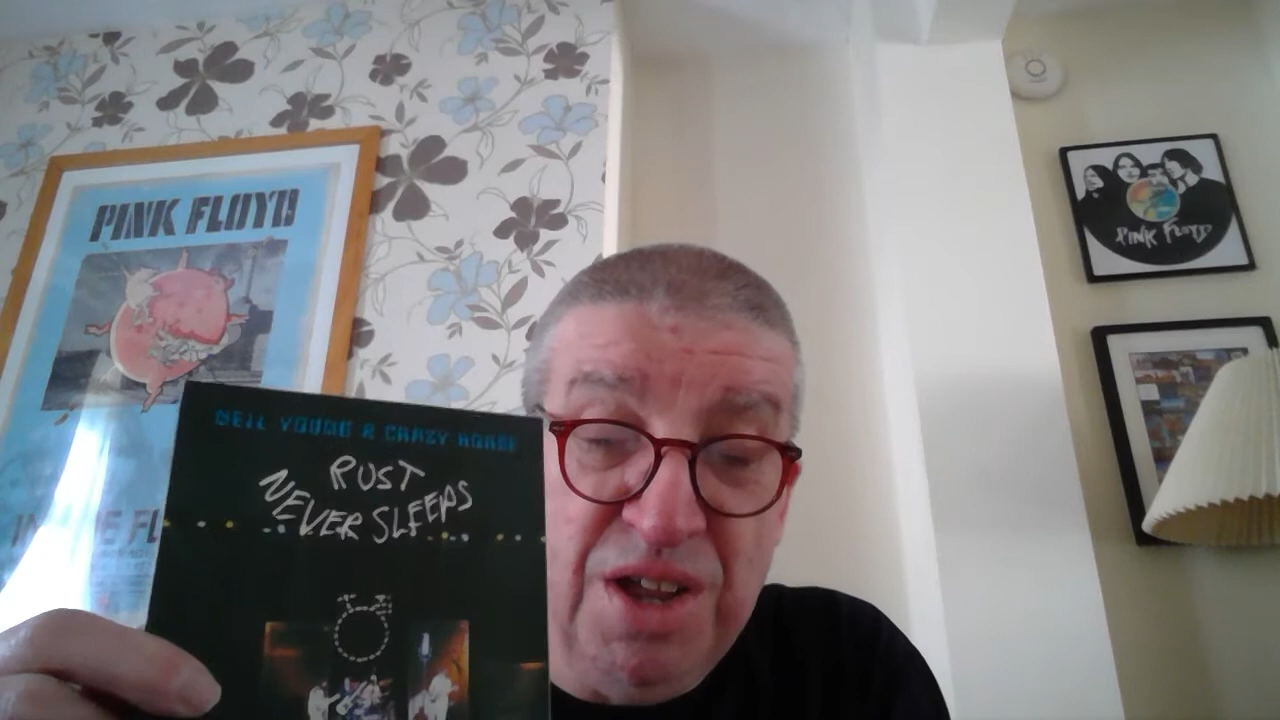 PINK FLOYD
NEIL YOUNG & CRAZY HORSE
RUST
NEVER SLEEPS
PINK FLOYD